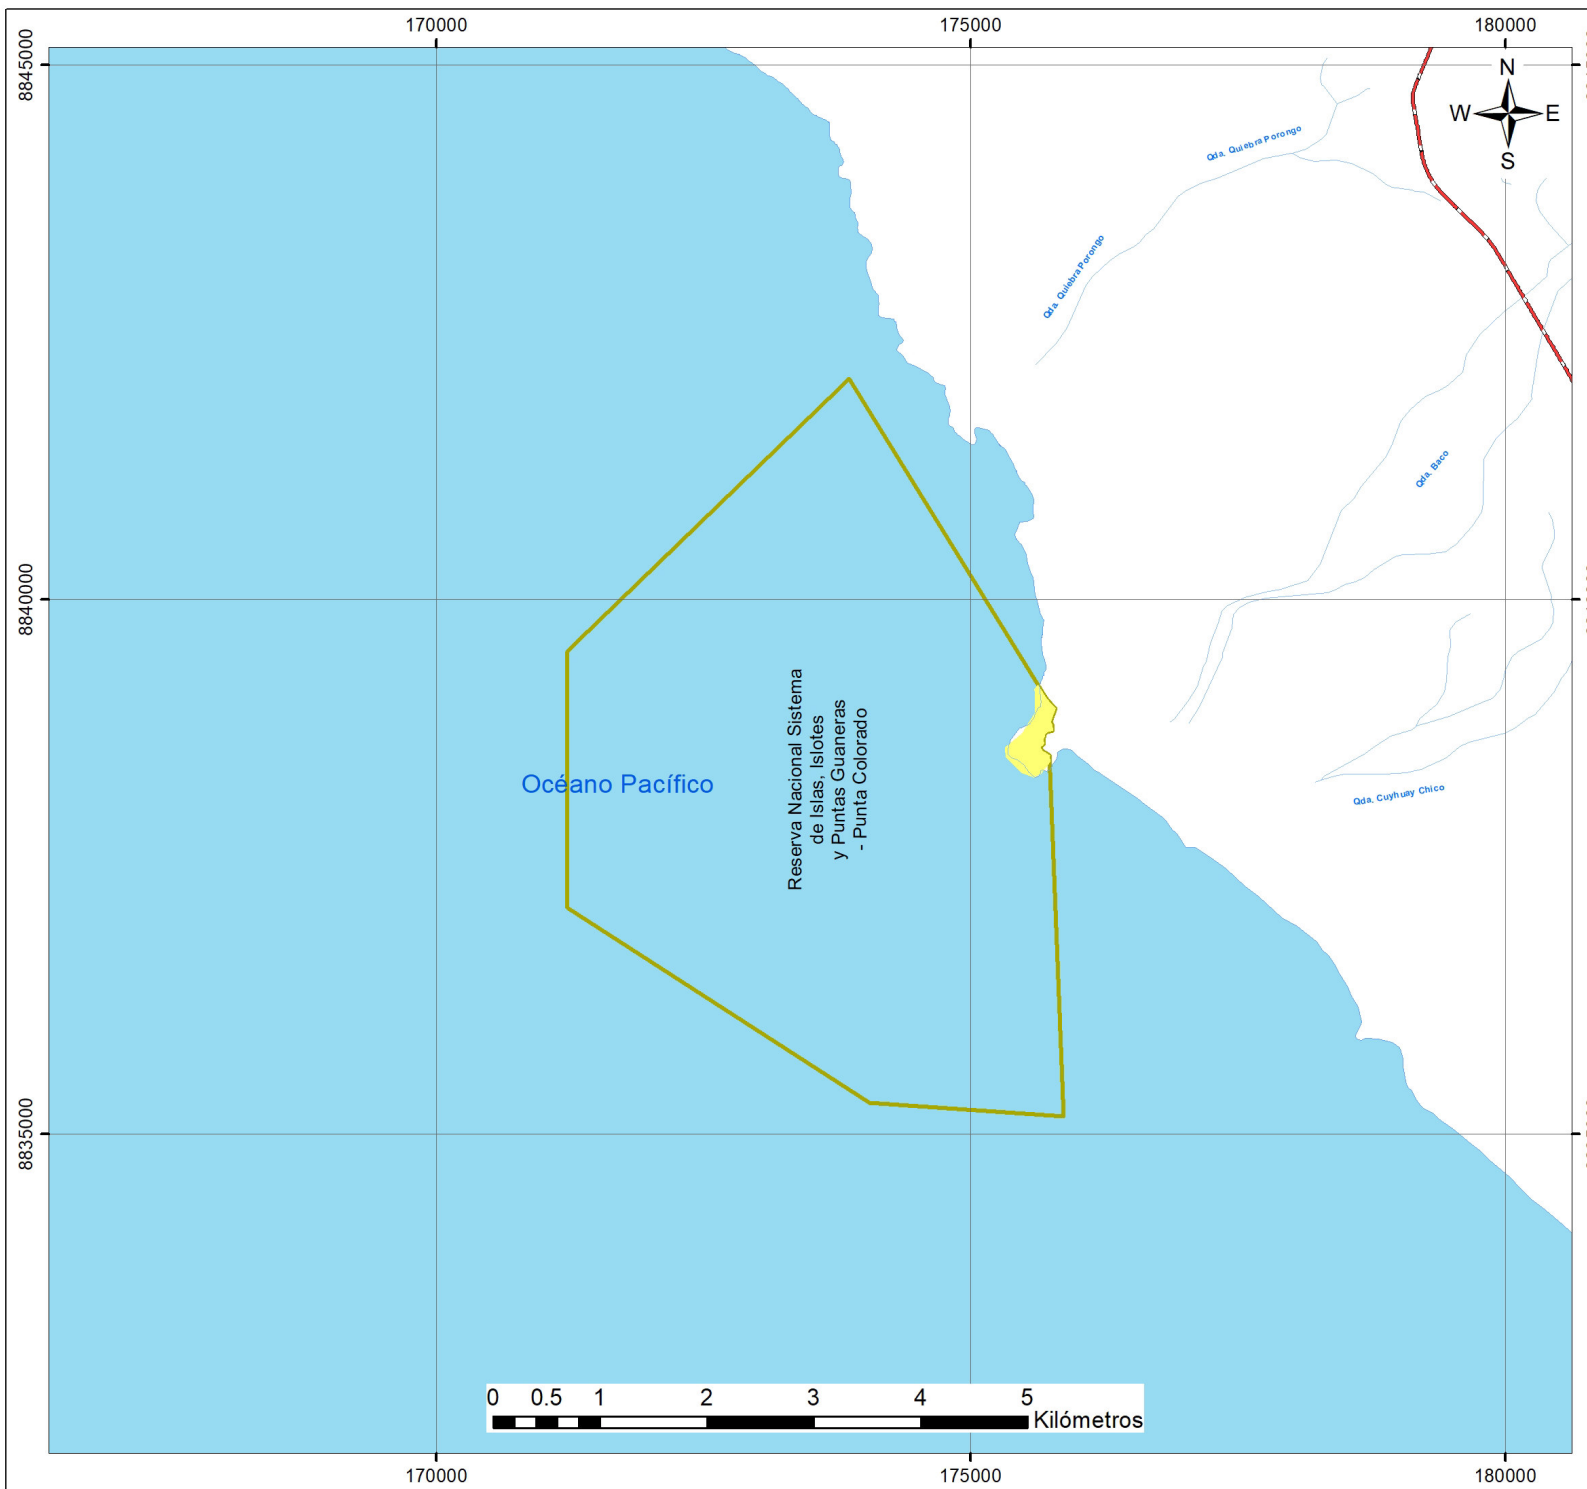 170000
175000
180000
8845000
N
W
E
S
Qda. Quiebra Porongo
Qda. Quiebra Porongo
Qda. Baco
8840000
Reserva Nacional Sistema
de Islas, Islotes
y Puntas Guaneras
- Punta Colorado
Océano Pacífico
Qda. Cuyhuay Chico
8835000
0
0.5
1
2
3
4
5
Kilómetros
170000
175000
180000